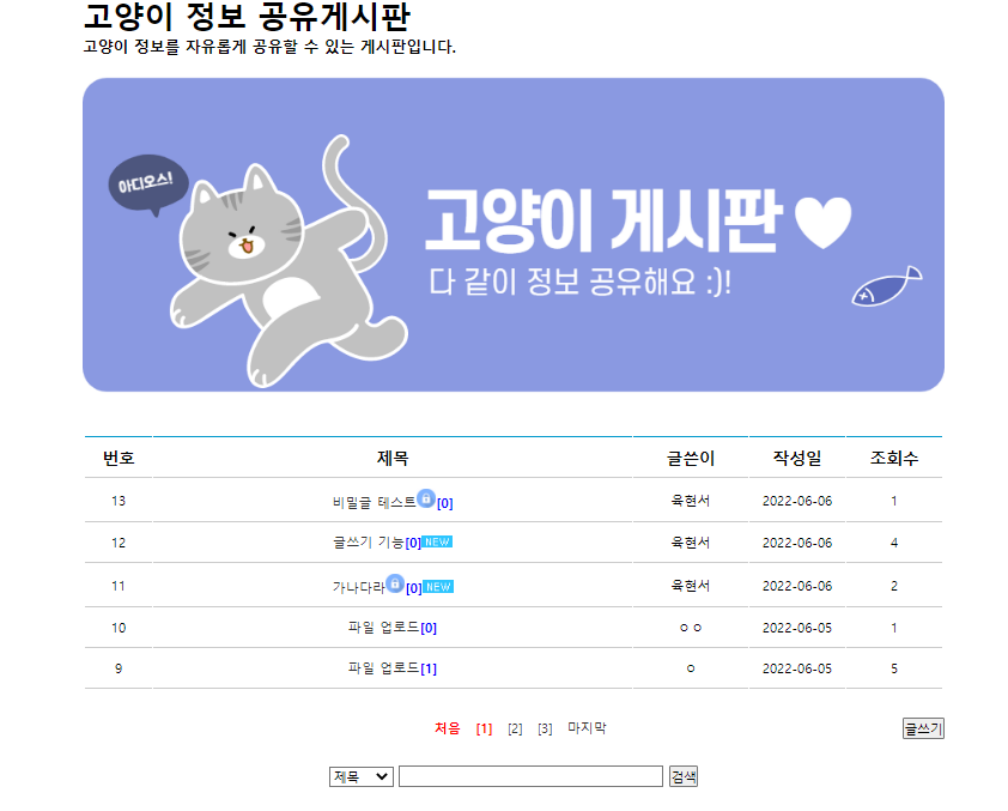 고양이 정보 공유게시판
고양이 정보를 자유롭게 공유할 수 있는 게시판입니다.
아디오스!
고양이 게시판
다 같이 정보 공유해요 :)!
번호 제목 글쓴이 작성일 조회수
13 비밀글 테스트[0] 육현서 2022-06-06 1
12 글쓰기 기능[0] NEW 육현서 2022-06-06 4
11 가나다라[0] NEW 육현서 2022-06-06 2
10 파일 업로드[0] ㅇㅇ 2022-06-05 1
9 파일 업로드[1] ㅇ 2022-06-05 5
처음 [1] [2] [3] 마지막 글쓰기
제목 검색